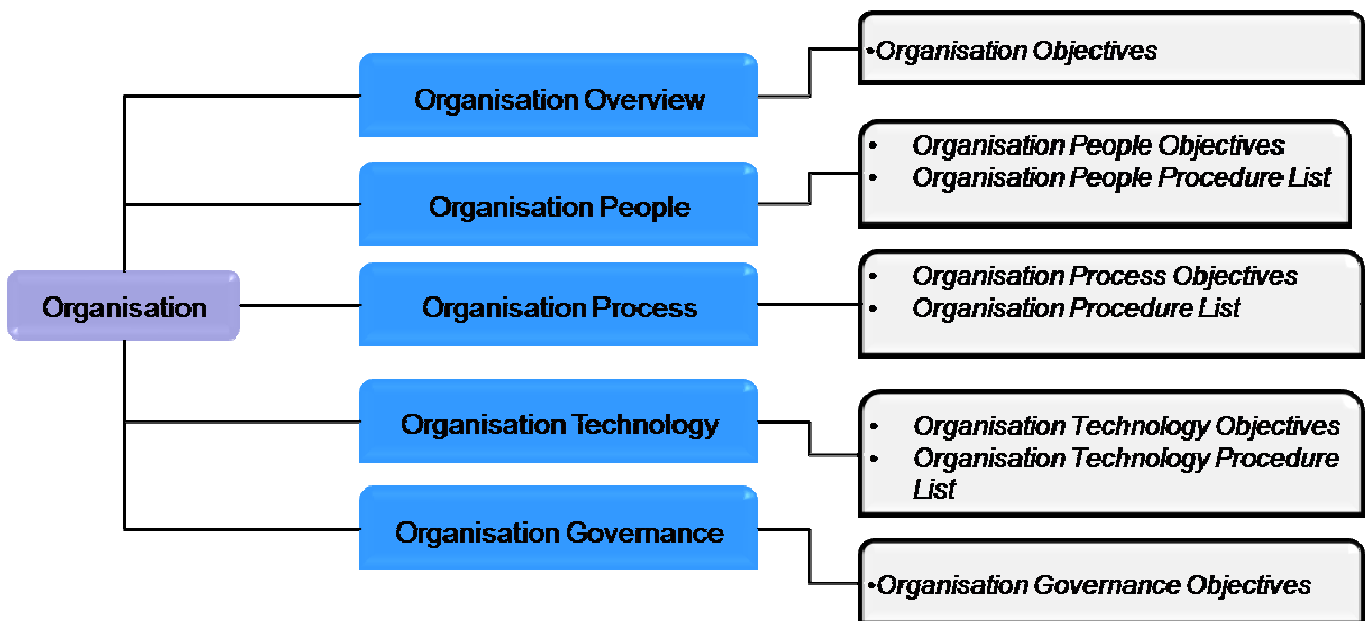 •Organisation Objectives
Organisation Overview
• Organisation People Objectives
• Organisation People Procedure List
Organisation People
• Organisation Process Objectives
• Organisation Procedure List
Organisation
Organisation Process
Organisation Technology
• Organisation Technology Objectives
• Organisation Technology Procedure
List
Organisation Governance
•Organisation Governance Objectives